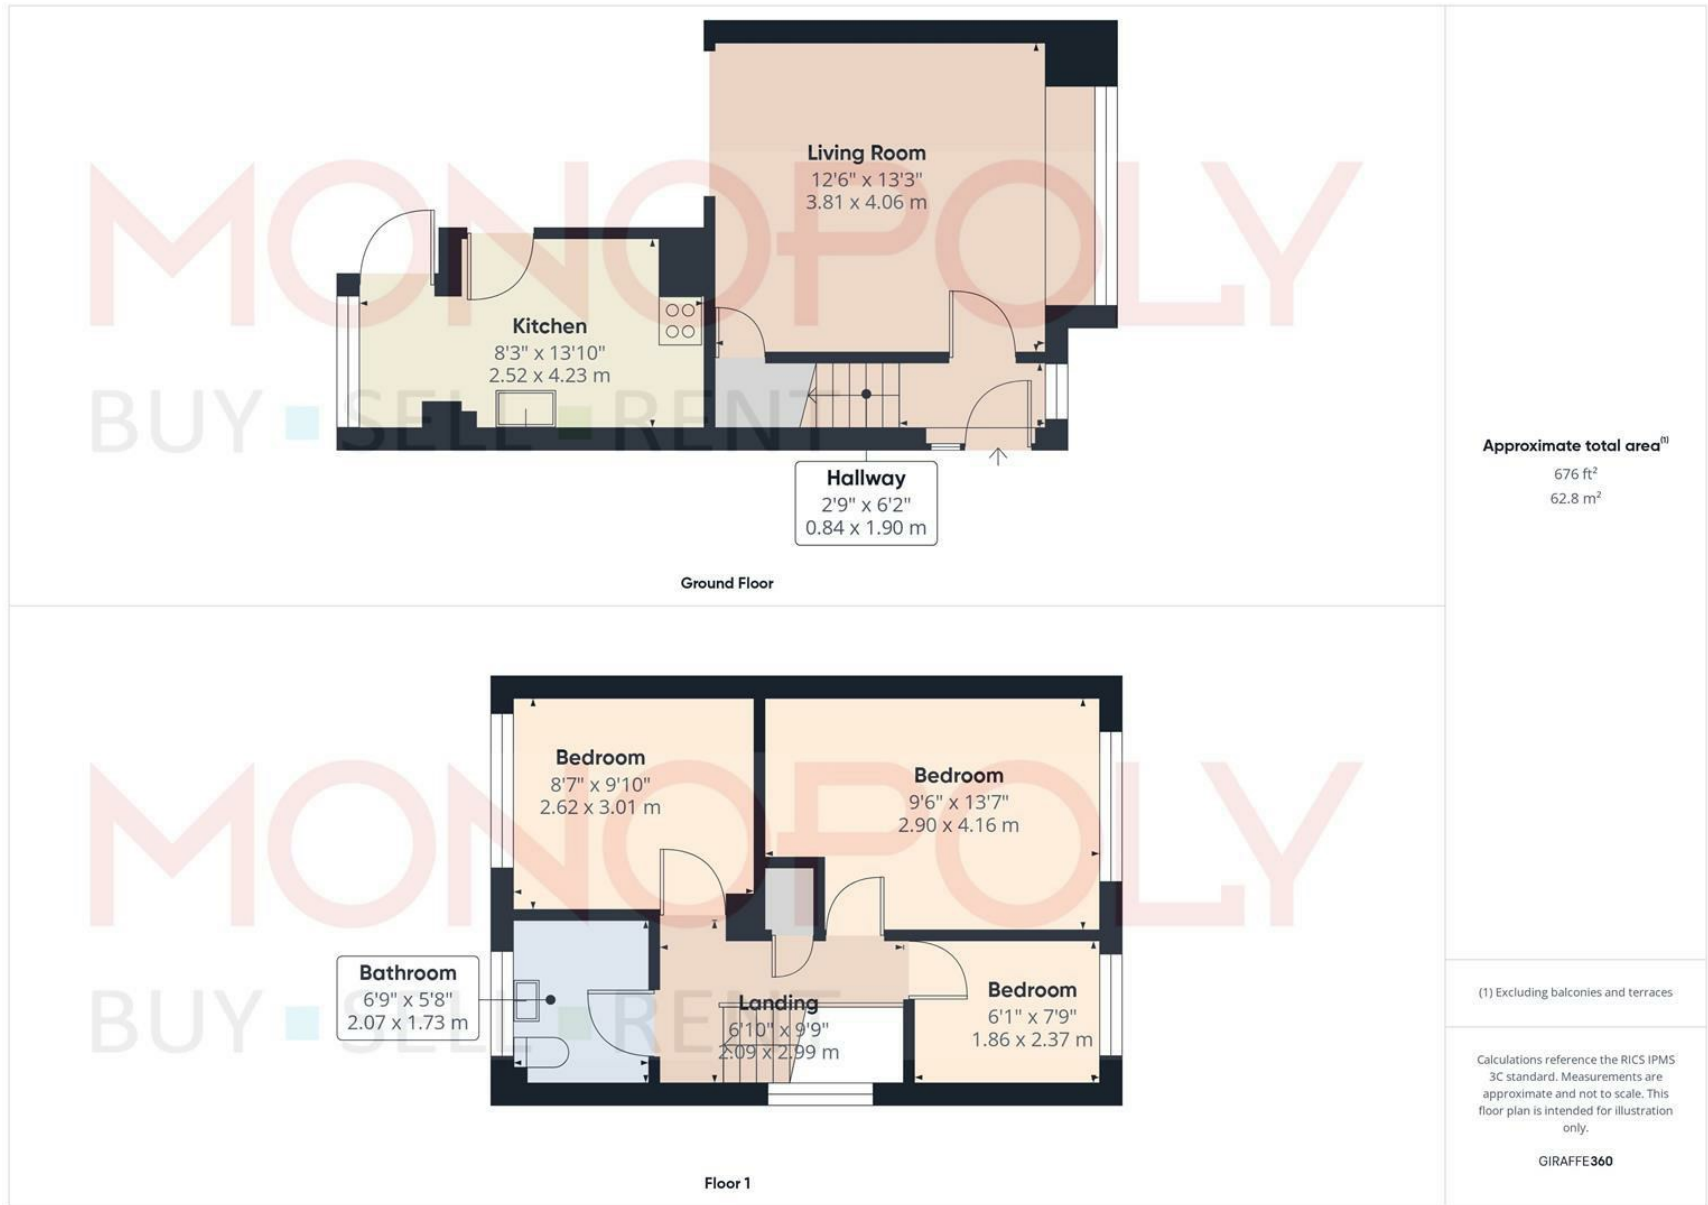 MONOPOLY
BUY SELL RENT
Living Room
12'6" x 13'3"
3.81 x 4.06 m
Kitchen
8'3" x 13'10"
2.52 x 4.23 m
Hallway
2'9" x 6'2"
0.84 x 1.90 m
Ground Floor
MONOPOLY
BUY SELL RENT
Bedroom
8'7" x 9'10"
2.62 x 3.01 m
Bedroom
9'6" x 13'7"
2.90 x 4.16 m
Bathroom
6'9" x 5'8"
2.07 x 1.73 m
Landing
6'10" x 9'9"
2.09 x 2.99 m
Bedroom
6'1" x 7'9"
1.86 x 2.37 m
Floor 1
Approximate total area(1)
676 ft²
62.8 m²
(1) Excluding balconies and terraces
Calculations reference the RICS IPMS
3C standard. Measurements are
approximate and not to scale. This
floor plan is intended for illustration
only.
GIRAFFE360